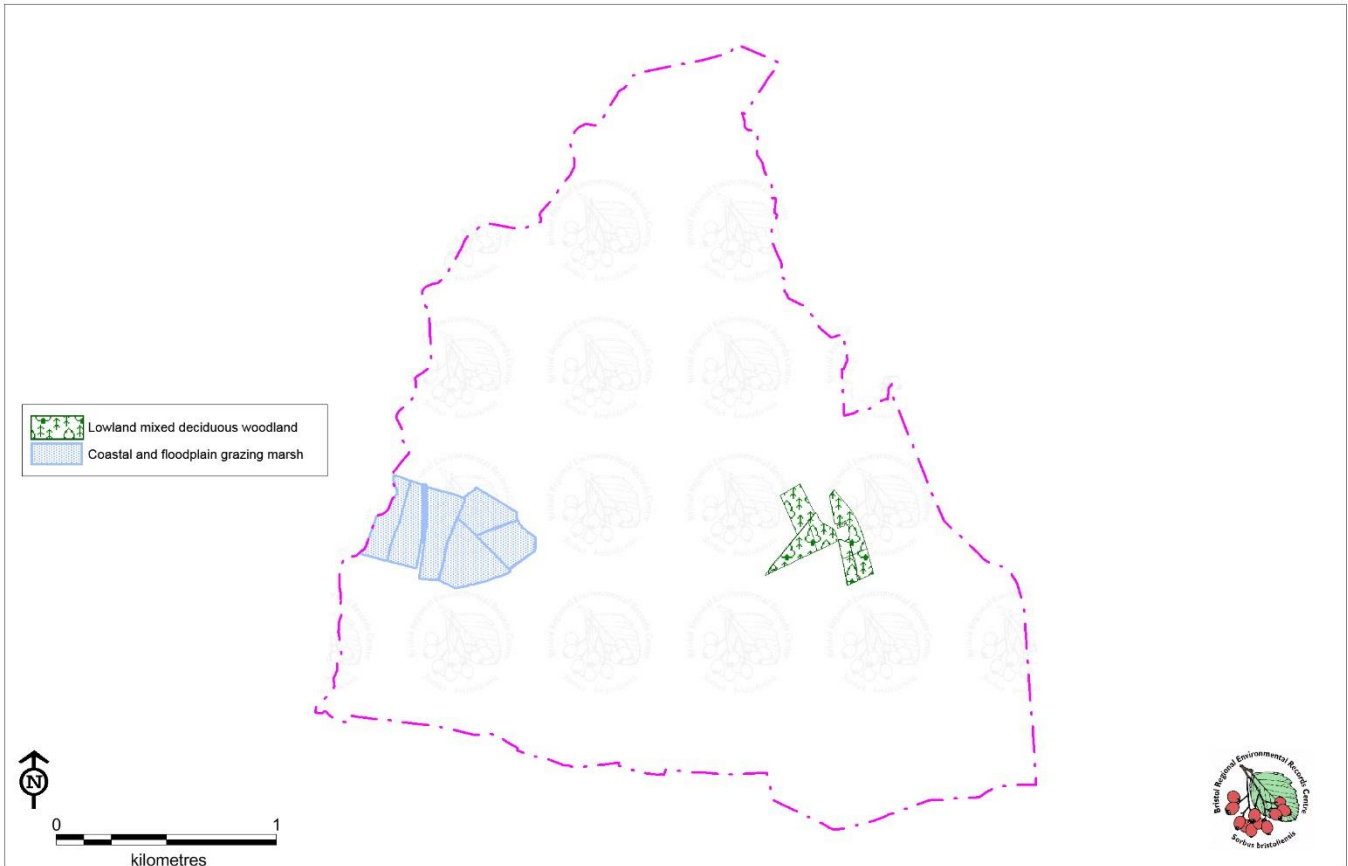 Lowland mixed deciduous woodland
Coastal and floodplain grazing marsh
N
0 1
kilometres
Bristol Regional Environmental Records Centre
Sorbus bristoliensis